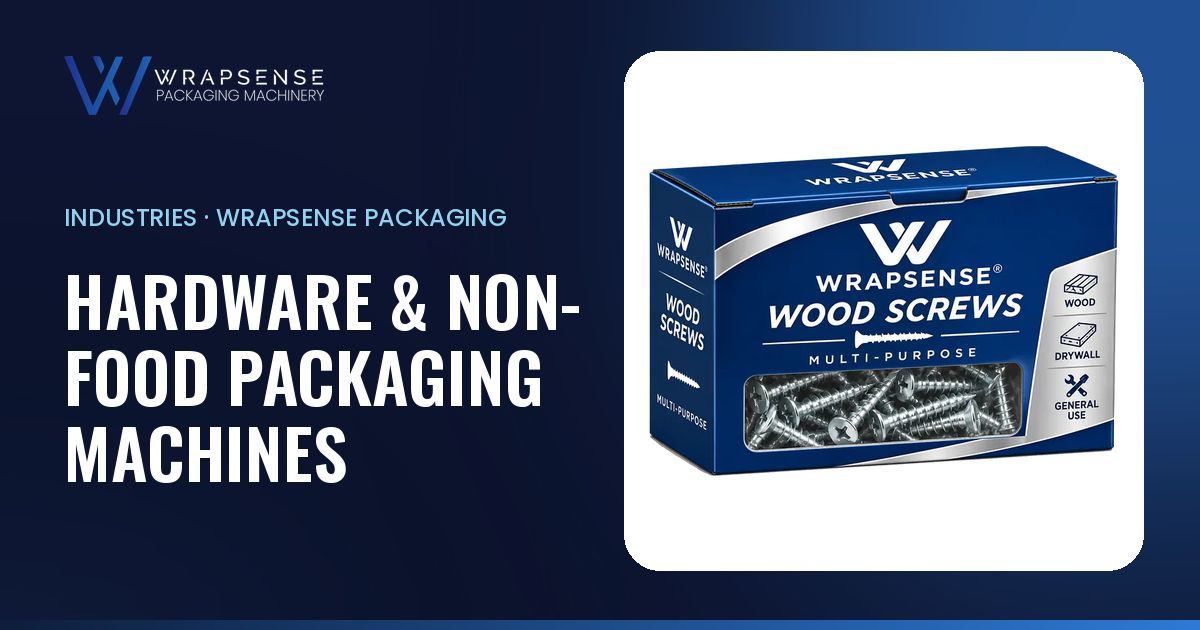 WRAPSENSE
PACKAGING MACHINERY
INDUSTRIES · WRAPSENSE PACKAGING
HARDWARE & NON-
FOOD PACKAGING
MACHINES
WRAPSENSE®
WRAPSENSE®
WOOD
SCREWS
MULTI-PURPOSE
WRAPSENSE®
WOOD SCREWS
MULTI-PURPOSE
WOOD
DRYWALL
GENERAL
USE